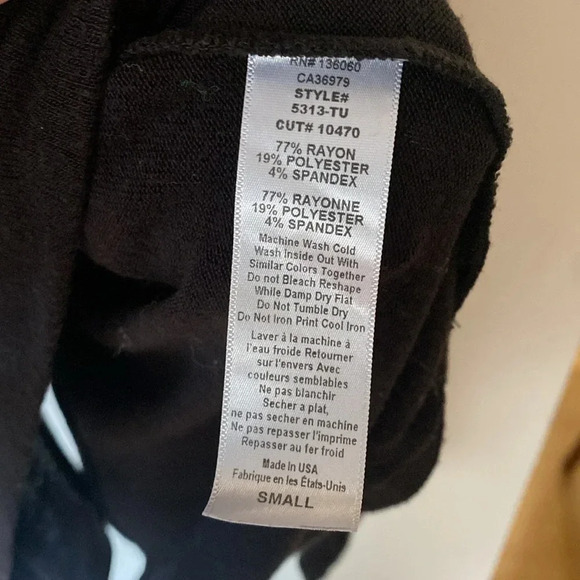 RN# 136060
CA36979
STYLE#
5313-TU
CUT# 10470
77% RAYON
19% POLYESTER
4% SPANDEX
77% RAYONNE
19% POLYESTER
4% SPANDEX
Machine Wash Cold
Wash Inside Out With
Similar Colors Together
Do not Bleach Reshape
While Damp Dry Flat
Do Not Tumble Dry
Do Not Iron Print Cool Iron
Laver à la machine à
l'eau froide Retourner
sur l'envers Avec
couleurs semblables
Ne pas blanchir
Secher a plat,
ne pas secher en machine
Ne pas repasser l'imprime
Repasser au fer froid
Made In USA
Fabrique en les États-Unis
SMALL